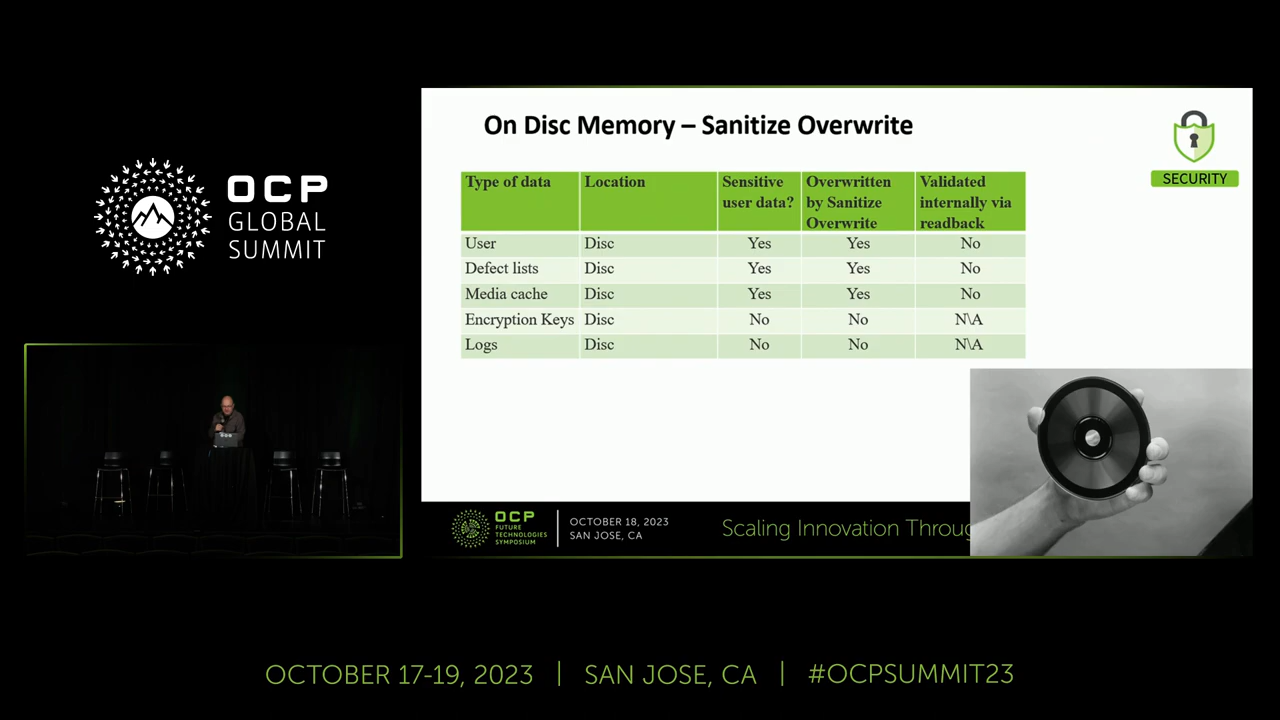 OCP
GLOBAL
SUMMIT
On Disc Memory – Sanitize Overwrite
SECURITY
Type of data Location Sensitive user data? Overwritten by Sanitize Overwrite Validated internally via readback
User Disc Yes Yes No
Defect lists Disc Yes Yes No
Media cache Disc Yes Yes No
Encryption Keys Disc No No N\A
Logs Disc No No N\A
OCP
FUTURE
TECHNOLOGIES
SYMPOSIUM
OCTOBER 18, 2023
SAN JOSE, CA
Scaling Innovation Throug
OCTOBER 17-19, 2023 | SAN JOSE, CA | #OCPSUMMIT23